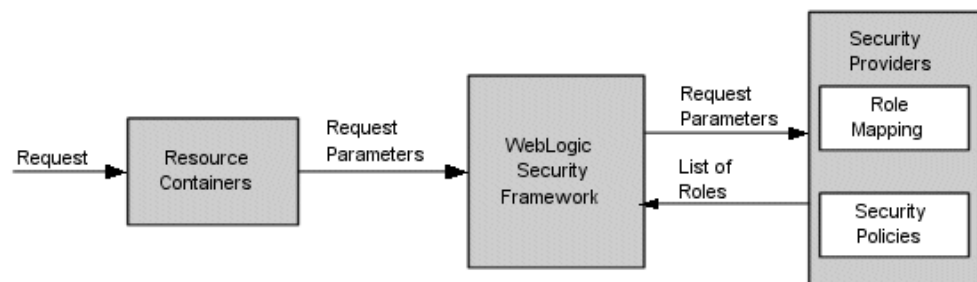 Request
Resource
Containers
Request
Parameters
WebLogic
Security
Framework
Request
Parameters
List of
Roles
Security
Providers
Role
Mapping
Security
Policies